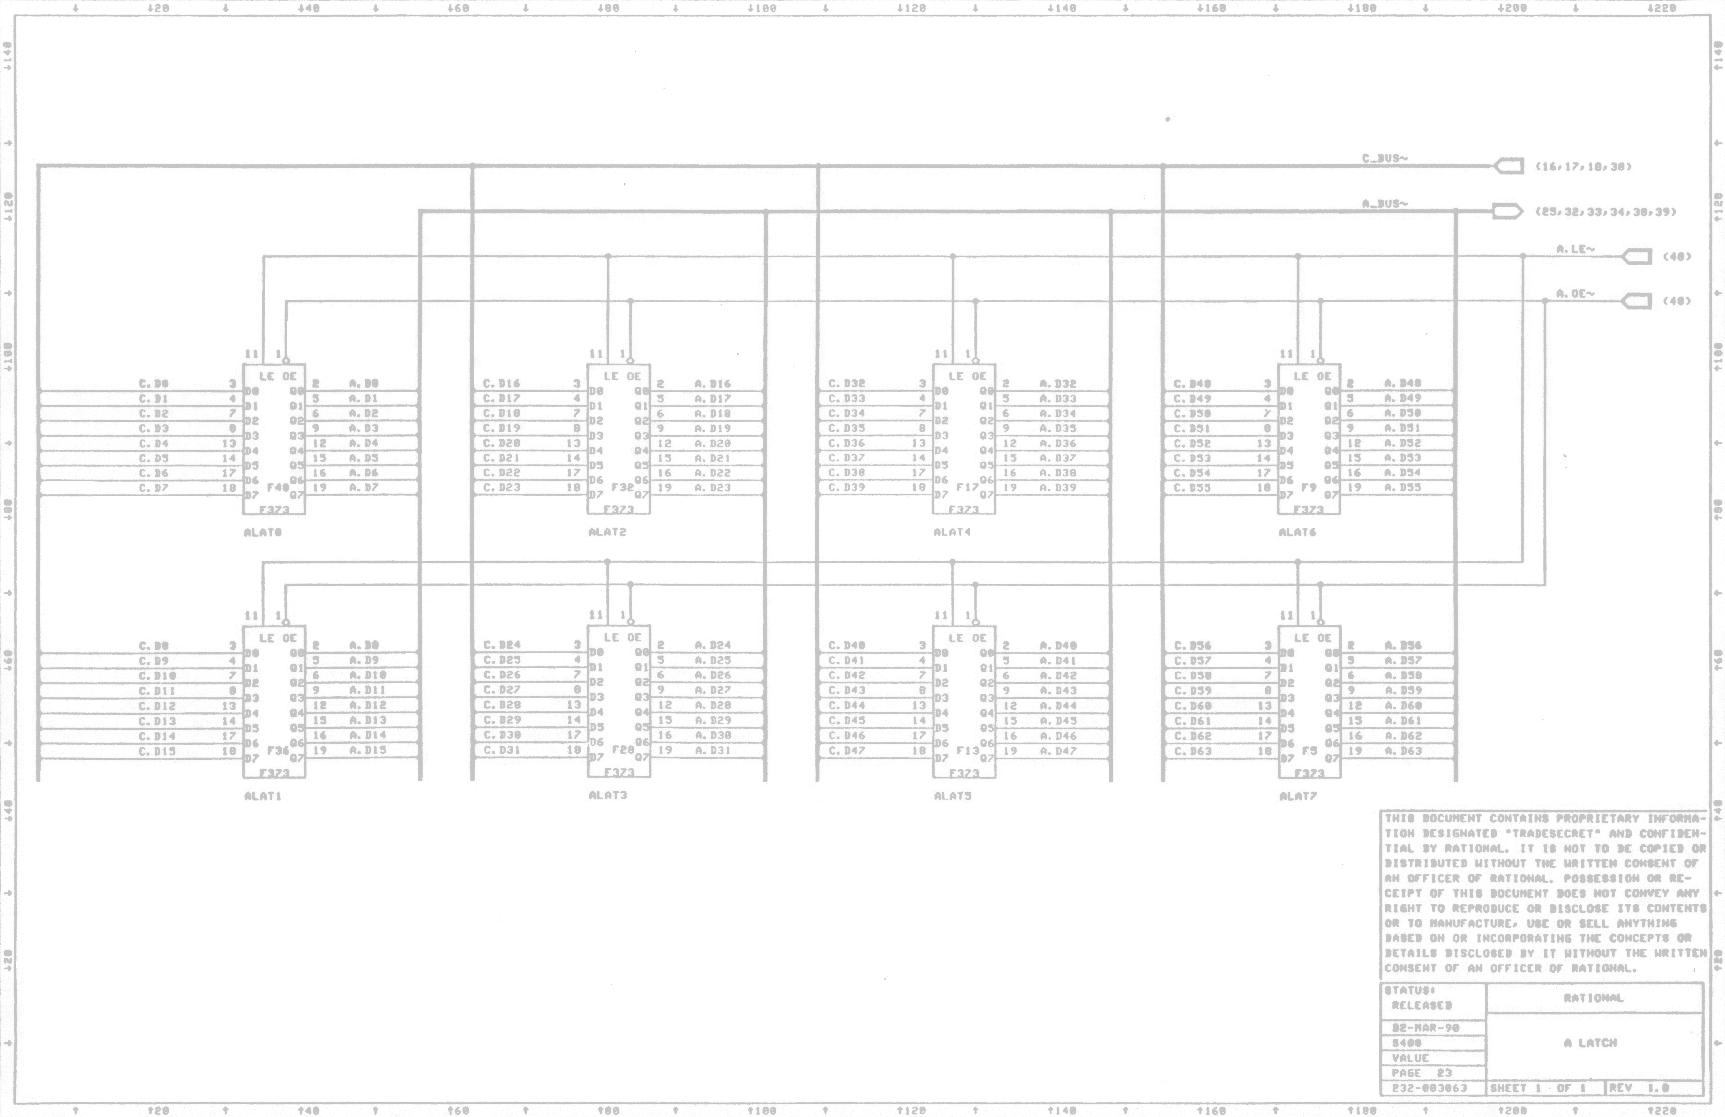 ↓20 ↓40 ↓60 ↓80 ↓100 ↓120 ↓140 ↓160 ↓180 ↓200 ↓220
C_BUS~ (16,17,18,38)
A_BUS~ (25,32,33,34,38,39)
A.LE~ (40)
A.OE~ (40)
11 1 11 1 11 1 11 1
LE OE LE OE LE OE LE OE
C.D0 3 D0 Q0 2 A.D0 C.D16 3 D0 Q0 2 A.D16 C.D32 3 D0 Q0 2 A.D32 C.D48 3 D0 Q0 2 A.D48
C.D1 4 D1 Q1 5 A.D1 C.D17 4 D1 Q1 5 A.D17 C.D33 4 D1 Q1 5 A.D33 C.D49 4 D1 Q1 5 A.D49
C.D2 7 D2 Q2 6 A.D2 C.D18 7 D2 Q2 6 A.D18 C.D34 7 D2 Q2 6 A.D34 C.D50 7 D2 Q2 6 A.D50
C.D3 8 D3 Q3 9 A.D3 C.D19 8 D3 Q3 9 A.D19 C.D35 8 D3 Q3 9 A.D35 C.D51 8 D3 Q3 9 A.D51
C.D4 13 D4 Q4 12 A.D4 C.D20 13 D4 Q4 12 A.D20 C.D36 13 D4 Q4 12 A.D36 C.D52 13 D4 Q4 12 A.D52
C.D5 14 D5 Q5 15 A.D5 C.D21 14 D5 Q5 15 A.D21 C.D37 14 D5 Q5 15 A.D37 C.D53 14 D5 Q5 15 A.D53
C.D6 17 D6 Q6 16 A.D6 C.D22 17 D6 Q6 16 A.D22 C.D38 17 D6 Q6 16 A.D38 C.D54 17 D6 Q6 16 A.D54
C.D7 18 D7 F40 Q7 19 A.D7 C.D23 18 D7 F32 Q7 19 A.D23 C.D39 18 D7 F17 Q7 19 A.D39 C.D55 18 D7 F9 Q7 19 A.D55
F373 F373 F373 F373
ALAT0 ALAT2 ALAT4 ALAT6
11 1 11 1 11 1 11 1
LE OE LE OE LE OE LE OE
C.D8 3 D0 Q0 2 A.D8 C.D24 3 D0 Q0 2 A.D24 C.D40 3 D0 Q0 2 A.D40 C.D56 3 D0 Q0 2 A.D56
C.D9 4 D1 Q1 5 A.D9 C.D25 4 D1 Q1 5 A.D25 C.D41 4 D1 Q1 5 A.D41 C.D57 4 D1 Q1 5 A.D57
C.D10 7 D2 Q2 6 A.D10 C.D26 7 D2 Q2 6 A.D26 C.D42 7 D2 Q2 6 A.D42 C.D58 7 D2 Q2 6 A.D58
C.D11 8 D3 Q3 9 A.D11 C.D27 8 D3 Q3 9 A.D27 C.D43 8 D3 Q3 9 A.D43 C.D59 8 D3 Q3 9 A.D59
C.D12 13 D4 Q4 12 A.D12 C.D28 13 D4 Q4 12 A.D28 C.D44 13 D4 Q4 12 A.D44 C.D60 13 D4 Q4 12 A.D60
C.D13 14 D5 Q5 15 A.D13 C.D29 14 D5 Q5 15 A.D29 C.D45 14 D5 Q5 15 A.D45 C.D61 14 D5 Q5 15 A.D61
C.D14 17 D6 Q6 16 A.D14 C.D30 17 D6 Q6 16 A.D30 C.D46 17 D6 Q6 16 A.D46 C.D62 17 D6 Q6 16 A.D62
C.D15 18 D7 F36 Q7 19 A.D15 C.D31 18 D7 F28 Q7 19 A.D31 C.D47 18 D7 F13 Q7 19 A.D47 C.D63 18 D7 F5 Q7 19 A.D63
F373 F373 F373 F373
ALAT1 ALAT3 ALAT5 ALAT7
THIS DOCUMENT CONTAINS PROPRIETARY INFORMA-
TION DESIGNATED "TRADESECRET" AND CONFIDEN-
TIAL BY RATIONAL. IT IS NOT TO BE COPIED OR
DISTRIBUTED WITHOUT THE WRITTEN CONSENT OF
AN OFFICER OF RATIONAL. POSSESSION OR RE-
CEIPT OF THIS DOCUMENT DOES NOT CONVEY ANY
RIGHT TO REPRODUCE OR DISCLOSE ITS CONTENTS
OR TO MANUFACTURE, USE OR SELL ANYTHING
BASED ON OR INCORPORATING THE CONCEPTS OR
DETAILS DISCLOSED BY IT WITHOUT THE WRITTEN
CONSENT OF AN OFFICER OF RATIONAL.
STATUS:
RELEASED
RATIONAL
02-MAR-90
S400
VALUE
PAGE 23
232-003063
A LATCH
SHEET 1 OF 1 REV 1.0
↑20 ↑40 ↑60 ↑80 ↑100 ↑120 ↑140 ↑160 ↑180 ↑200 ↑220
↓140
↓120
↓100
↓80
↓60
↓40
↓20
↑140
↑120
↑100
↑80
↑60
↑40
↑20